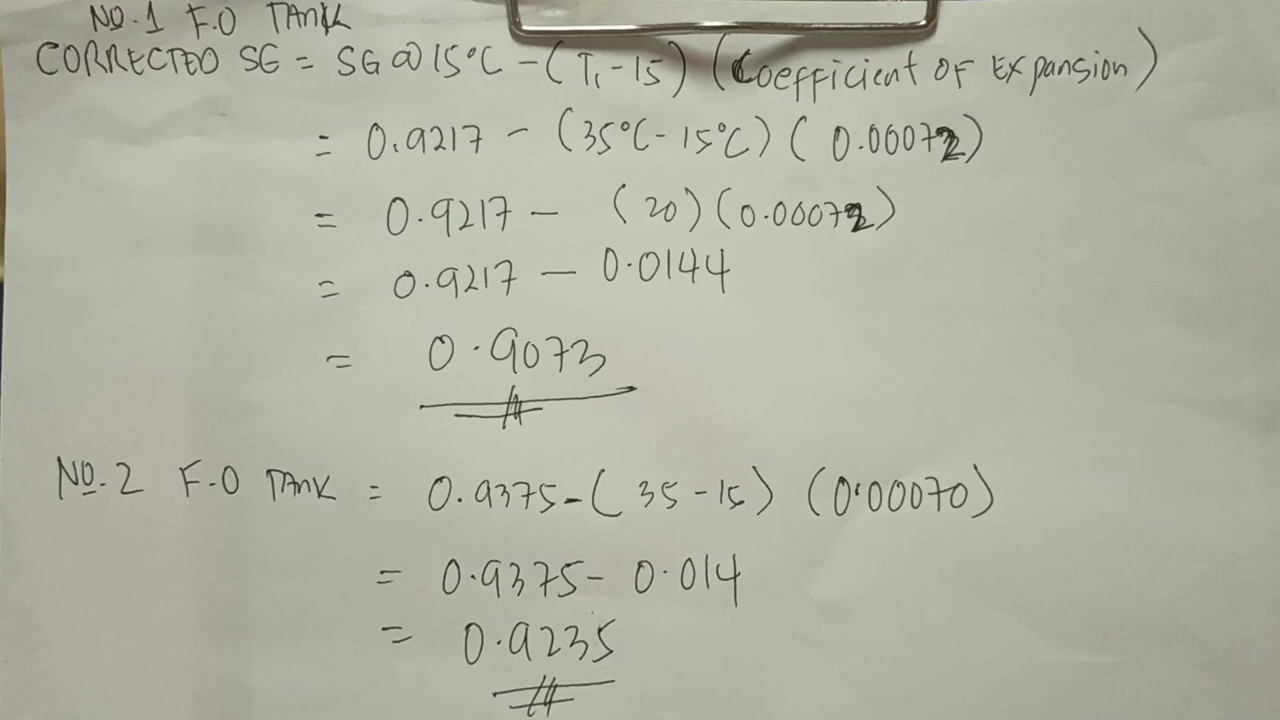 NO.1 F.O TANK
CORRECTED SG = SG @ 15°C - (T₁-15) (Coefficient OF Expansion)
= 0.9217 - (35°C - 15°C) (0.00072)
= 0.9217 - (20)(0.00072)
= 0.9217 - 0.0144
= 0.9073
NO.2 F.O TANK = 0.9375-(35-15) (0.00070)
= 0.9375- 0.014
= 0.9235